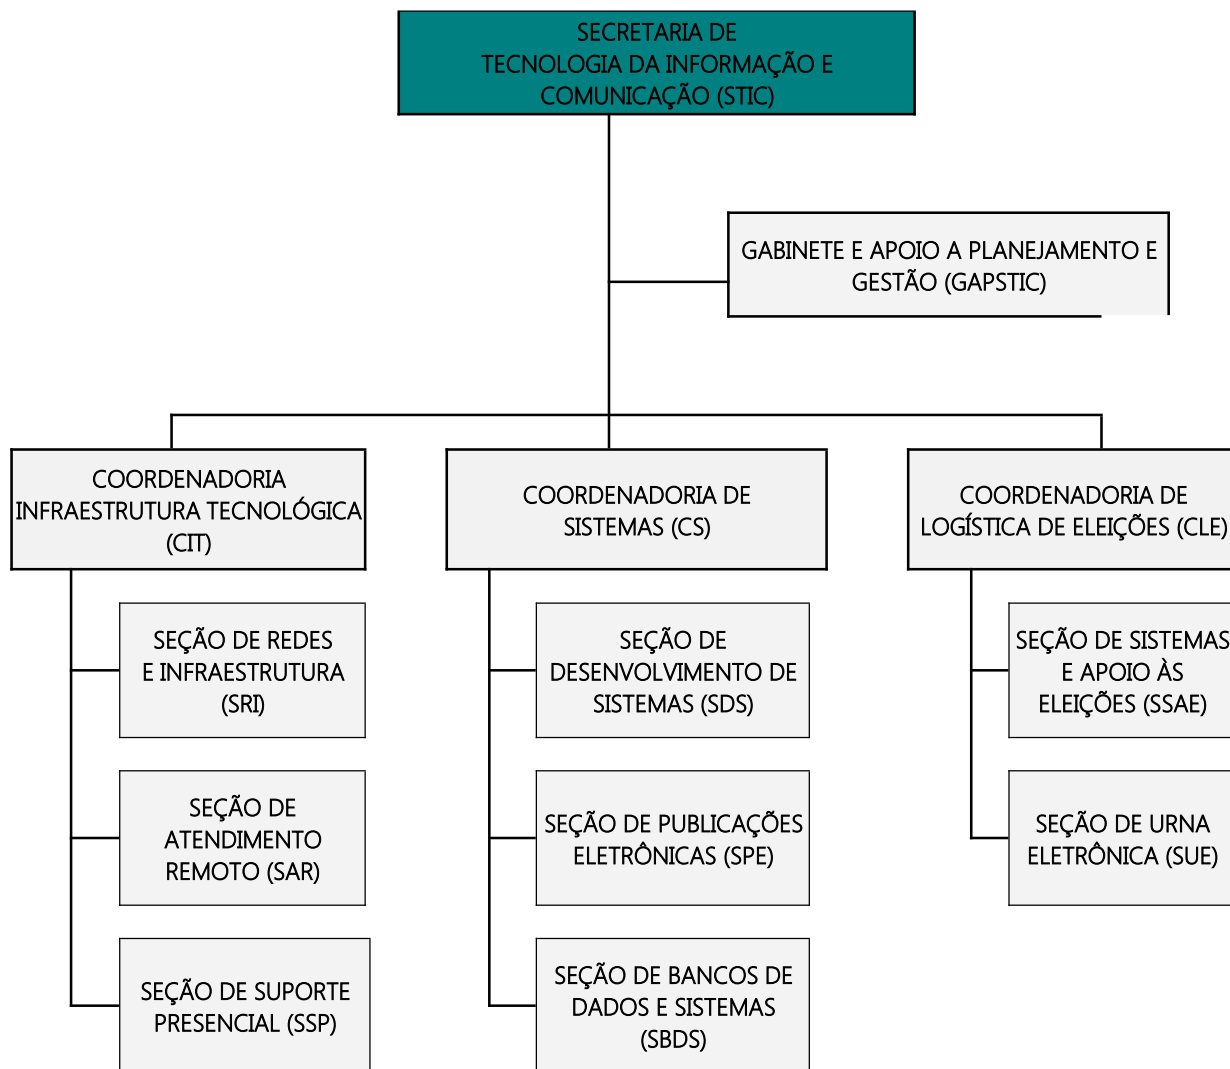 SECRETARIA DE
TECNOLOGIA DA INFORMAÇÃO E
COMUNICAÇÃO (STIC)
GABINETE E APOIO A PLANEJAMENTO E
GESTÃO (GAPSTIC)
COORDENADORIA
INFRAESTRUTURA TECNOLÓGICA
(CIT)
SEÇÃO DE REDES
E INFRAESTRUTURA
(SRI)
SEÇÃO DE
ATENDIMENTO
REMOTO (SAR)
SEÇÃO DE SUPORTE
PRESENCIAL (SSP)
COORDENADORIA DE
SISTEMAS (CS)
SEÇÃO DE
DESENVOLVIMENTO DE
SISTEMAS (SDS)
SEÇÃO DE PUBLICAÇÕES
ELETRÔNICAS (SPE)
SEÇÃO DE BANCOS DE
DADOS E SISTEMAS
(SBDS)
COORDENADORIA DE
LOGÍSTICA DE ELEIÇÕES (CLE)
SEÇÃO DE SISTEMAS
E APOIO ÀS
ELEIÇÕES (SSAE)
SEÇÃO DE URNA
ELETRÔNICA (SUE)